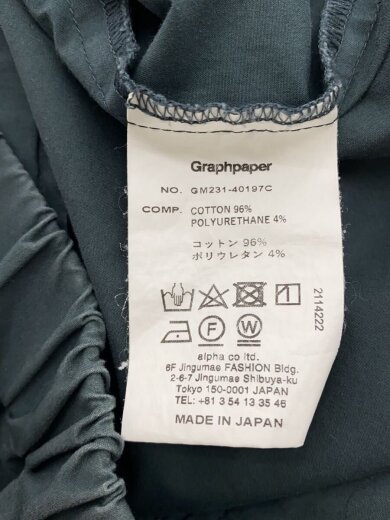 Graphpaper
NO. GM231-40197C
COMP. COTTON 96%
POLYURETHANE 4%
コットン 96%
ポリウレタン 4%
2114222
F W
alpha co ltd.
6F Jingumae FASHION Bldg.
2-6-7 Jingumae Shibuya-ku
Tokyo 150-0001 JAPAN
TEL: +81 3 54 13 35 46
MADE IN JAPAN